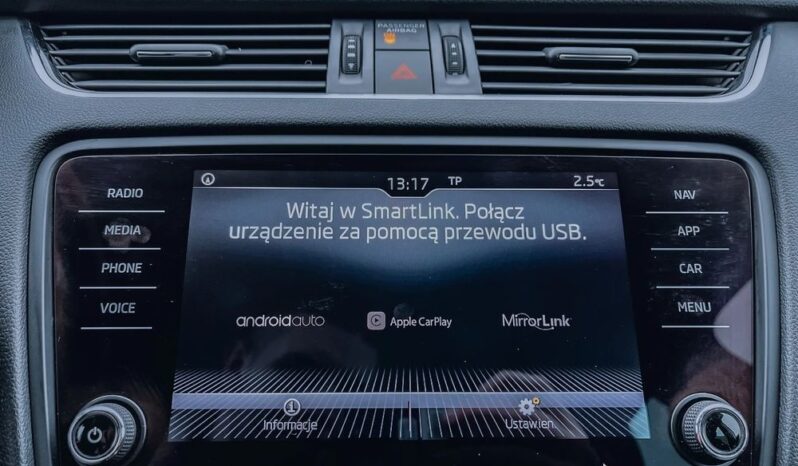 PASSENGER
AIRBAG
13:17 TP 2.5°C
RADIO
MEDIA
PHONE
VOICE
Witaj w SmartLink. Połącz
urządzenie za pomocą przewodu USB.
androidauto Apple CarPlay MirrorLink
Informacje Ustawien.
NAV
APP
CAR
MENU